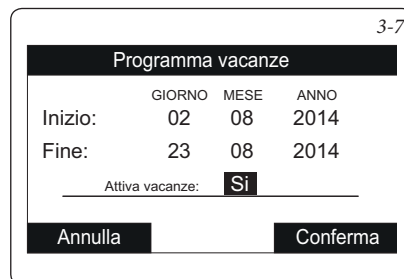 3-7
Programma vacanze
GIORNO MESE ANNO
Inizio: 02 08 2014
Fine: 23 08 2014
Attiva vacanze: Si
Annulla Conferma